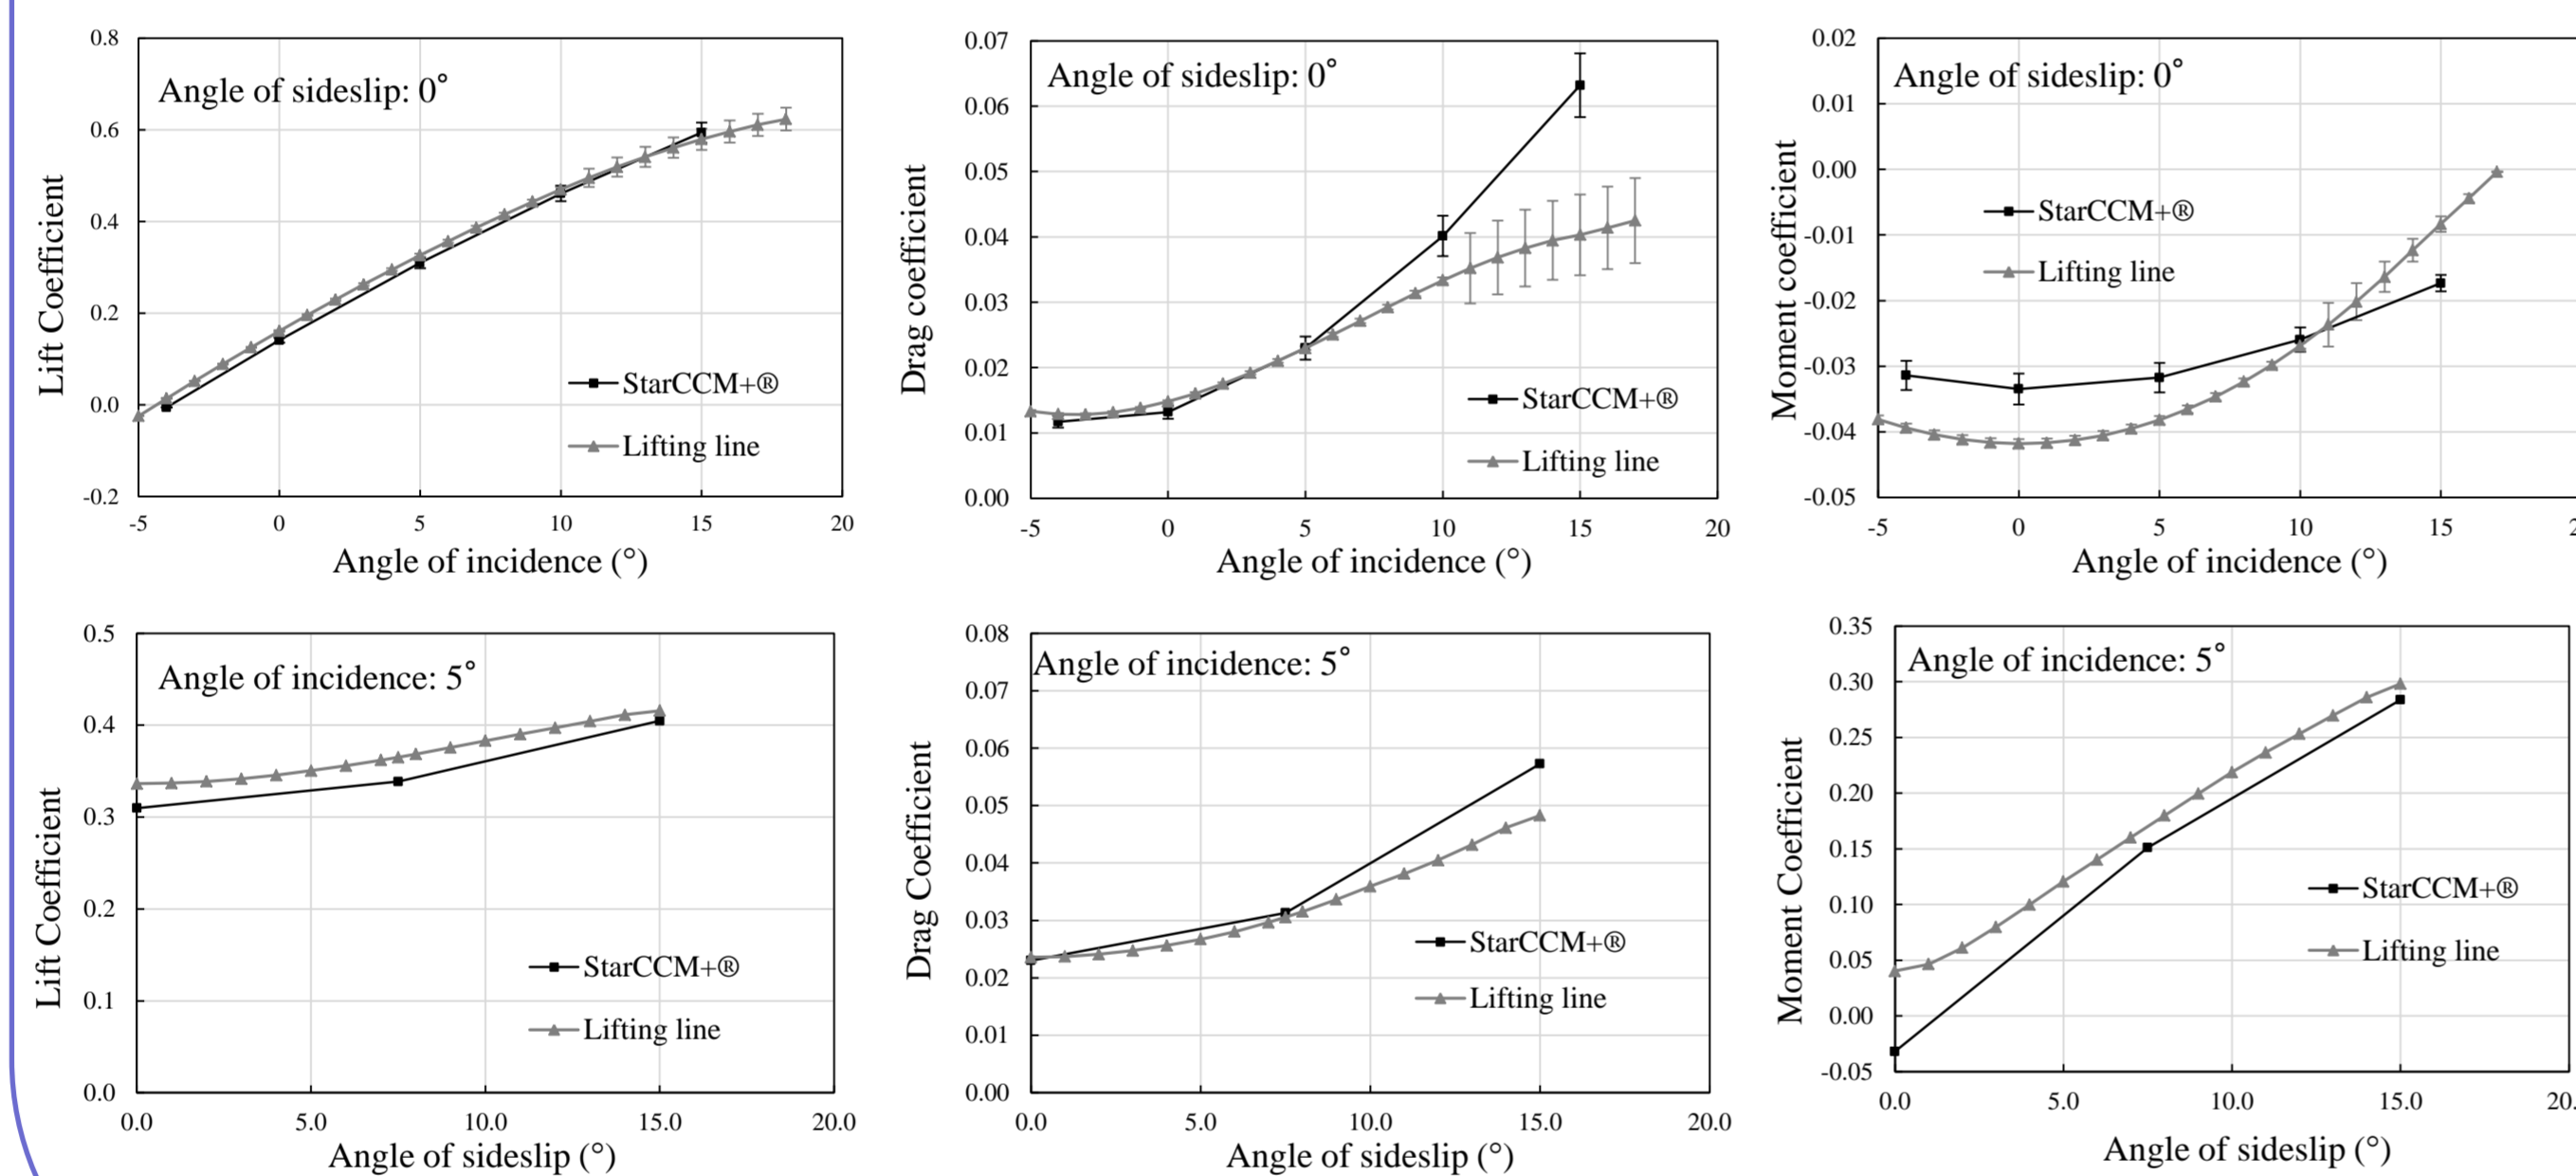 Lift Coefficient
0.8
0.6
0.4
0.2
0.0
-0.2
Angle of sideslip: 0°
StarCCM+®
Lifting line
-5 0 5 10 15 20
Angle of incidence (°)
Drag coefficient
0.07
0.06
0.05
0.04
0.03
0.02
0.01
0.00
Angle of sideslip: 0°
StarCCM+®
Lifting line
-5 0 5 10 15 20
Angle of incidence (°)
Moment coefficient
0.02
0.01
0.00
-0.01
-0.02
-0.03
-0.04
-0.05
Angle of sideslip: 0°
StarCCM+®
Lifting line
-5 0 5 10 15
Angle of incidence (°)
Lift Coefficient
0.5
0.4
0.3
0.2
0.1
0.0
Angle of incidence: 5°
StarCCM+®
Lifting line
0.0 5.0 10.0 15.0 20.0
Angle of sideslip (°)
Drag Coefficient
0.08
0.07
0.06
0.05
0.04
0.03
0.02
0.01
0.00
Angle of incidence: 5°
StarCCM+®
Lifting line
0.0 5.0 10.0 15.0 20.0
Angle of sideslip (°)
Moment Coefficient
0.35
0.30
0.25
0.20
0.15
0.10
0.05
0.00
-0.05
Angle of incidence: 5°
StarCCM+®
Lifting line
0.0 5.0 10.0 15.0 20.
Angle of sideslip (°)